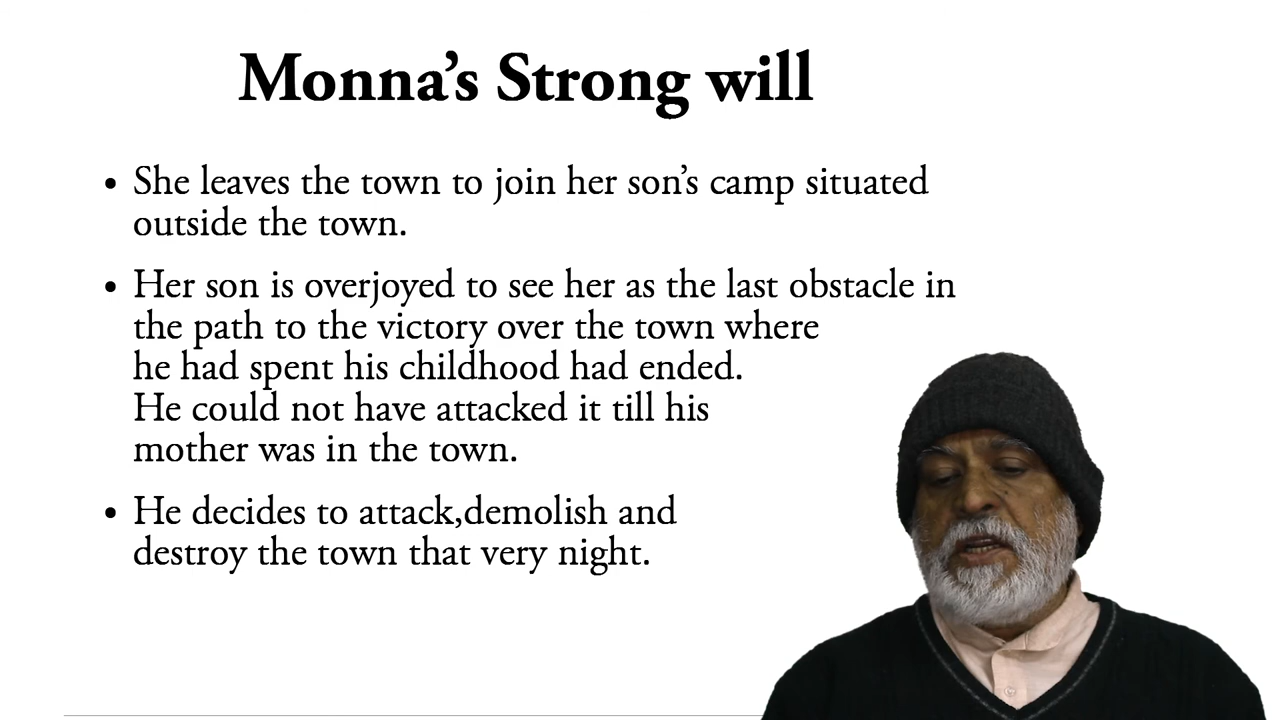 Monna’s Strong will
• She leaves the town to join her son’s camp situated
outside the town.
• Her son is overjoyed to see her as the last obstacle in
the path to the victory over the town where
he had spent his childhood had ended.
He could not have attacked it till his
mother was in the town.
• He decides to attack,demolish and
destroy the town that very night.